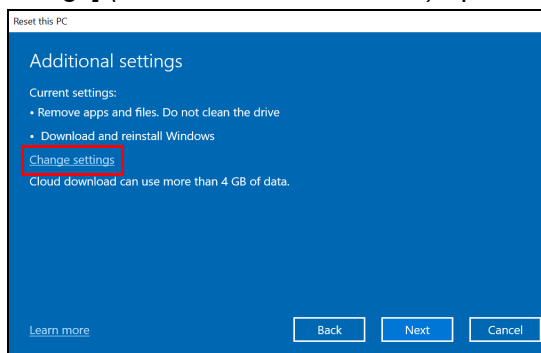 Reset this PC
Additional settings
Current settings:
• Remove apps and files. Do not clean the drive
• Download and reinstall Windows
Change settings
Cloud download can use more than 4 GB of data.
Learn more
Back
Next
Cancel